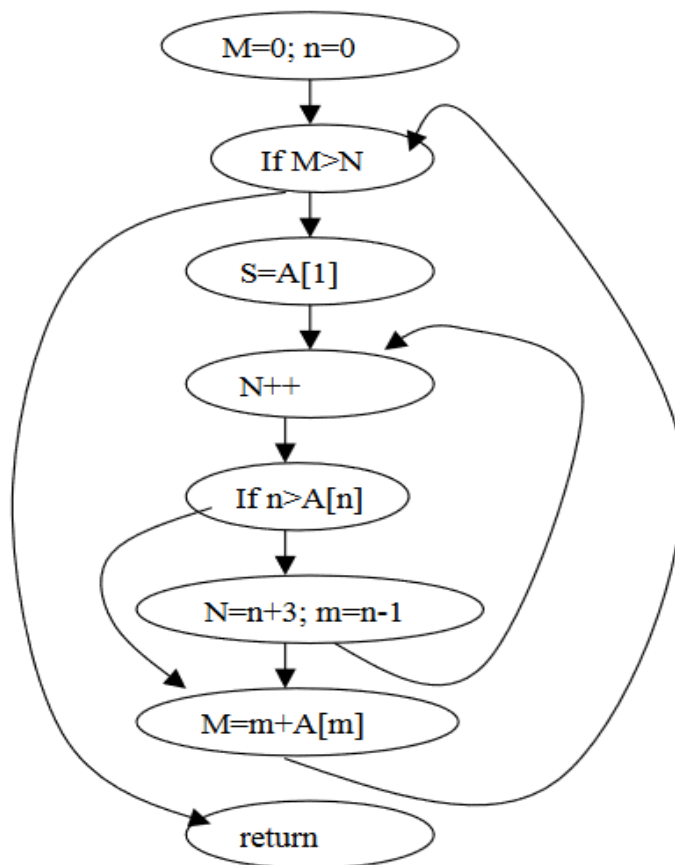 M=0; n=0
If M>N
S=A[1]
N++
If n>A[n]
N=n+3; m=n-1
M=m+A[m]
return